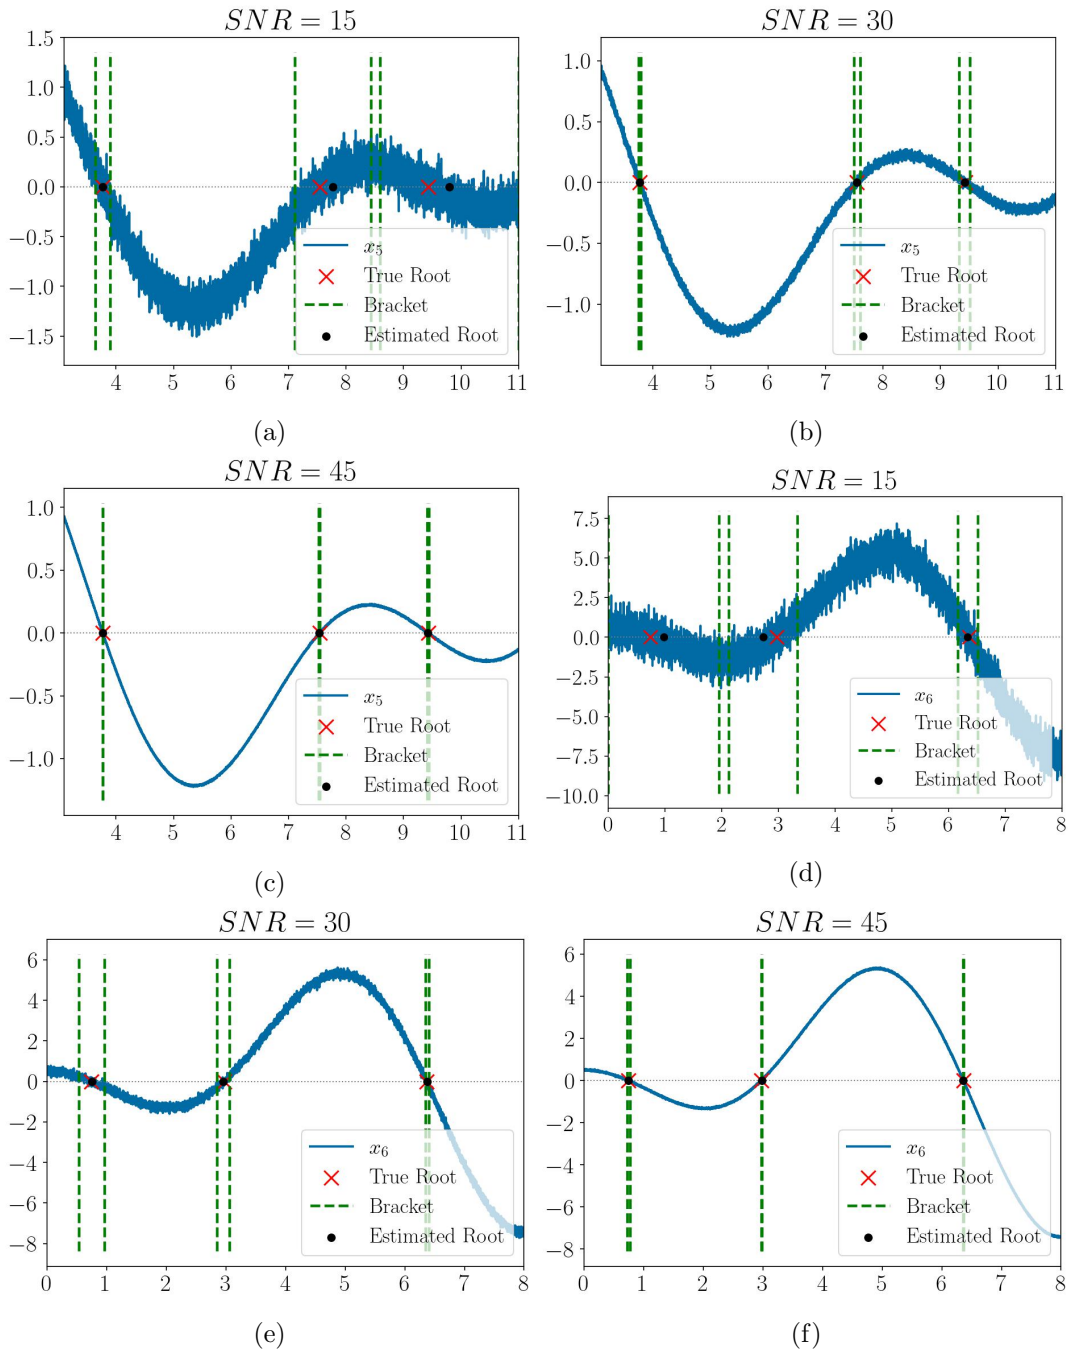 SNR = 15
1.5
1.0
0.5
0.0
−0.5
−1.0
−1.5
4 5 6 7 8 9 10 11
x5
True Root
Bracket
Estimated Root
(a)
SNR = 30
1.0
0.5
0.0
−0.5
−1.0
4 5 6 7 8 9 10 11
x5
True Root
Bracket
Estimated Root
(b)
SNR = 45
1.0
0.5
0.0
−0.5
−1.0
4 5 6 7 8 9 10 11
x5
True Root
Bracket
Estimated Root
(c)
SNR = 15
7.5
5.0
2.5
0.0
−2.5
−5.0
−7.5
−10.0
0 1 2 3 4 5 6 7 8
x6
True Root
Bracket
Estimated Root
(d)
SNR = 30
6
4
2
0
−2
−4
−6
−8
0 1 2 3 4 5 6 7 8
x6
True Root
Bracket
Estimated Root
(e)
SNR = 45
6
4
2
0
−2
−4
−6
−8
0 1 2 3 4 5 6 7 8
x6
True Root
Bracket
Estimated Root
(f)